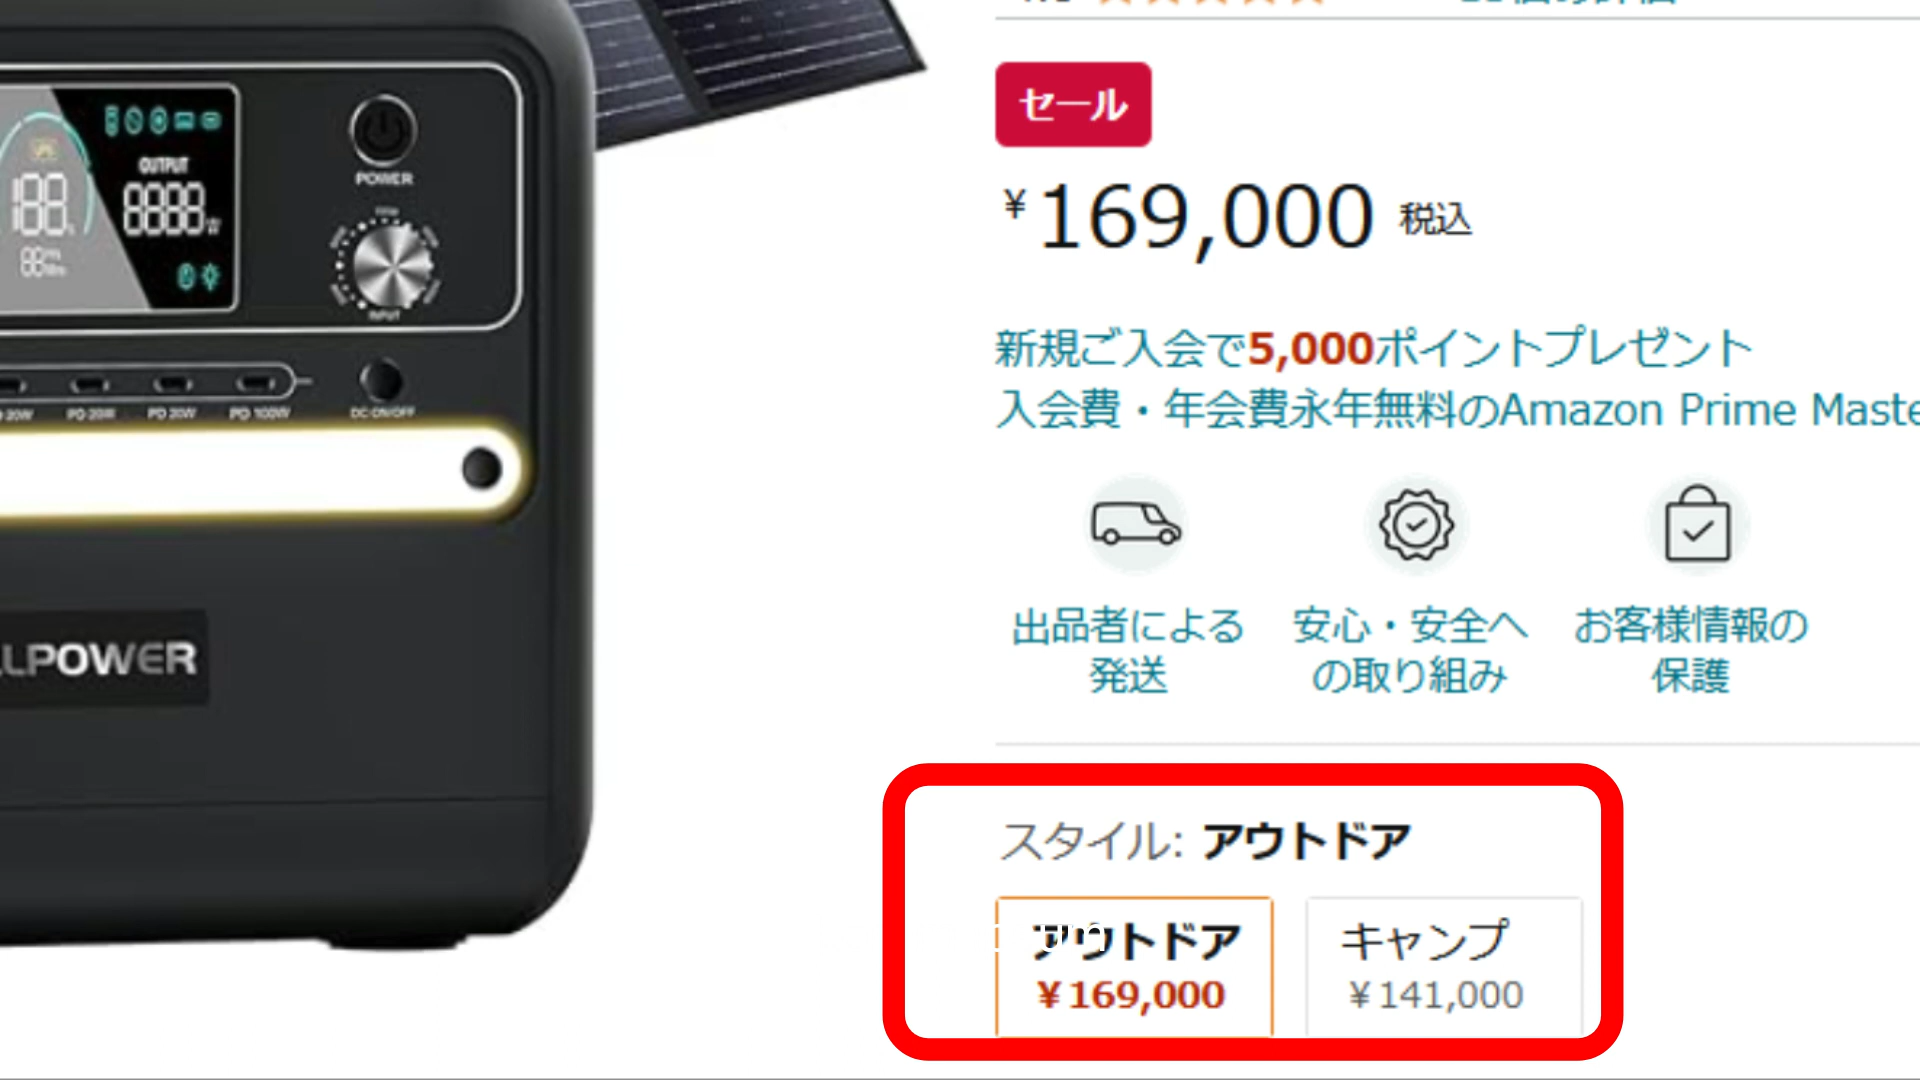 セール
¥169,000 税込
新規ご入会で5,000ポイントプレゼント
入会費・年会費永年無料のAmazon Prime Maste
出品者による
発送
安心・安全へ
の取り組み
お客様情報の
保護
スタイル: アウトドア
アウトドア
¥169,000
キャンプ
¥141,000
OUTPUT
188
8888
POWER
INPUT
PD 20W
PD 20W
PD 100W
DC ON/OFF
LLPOWER